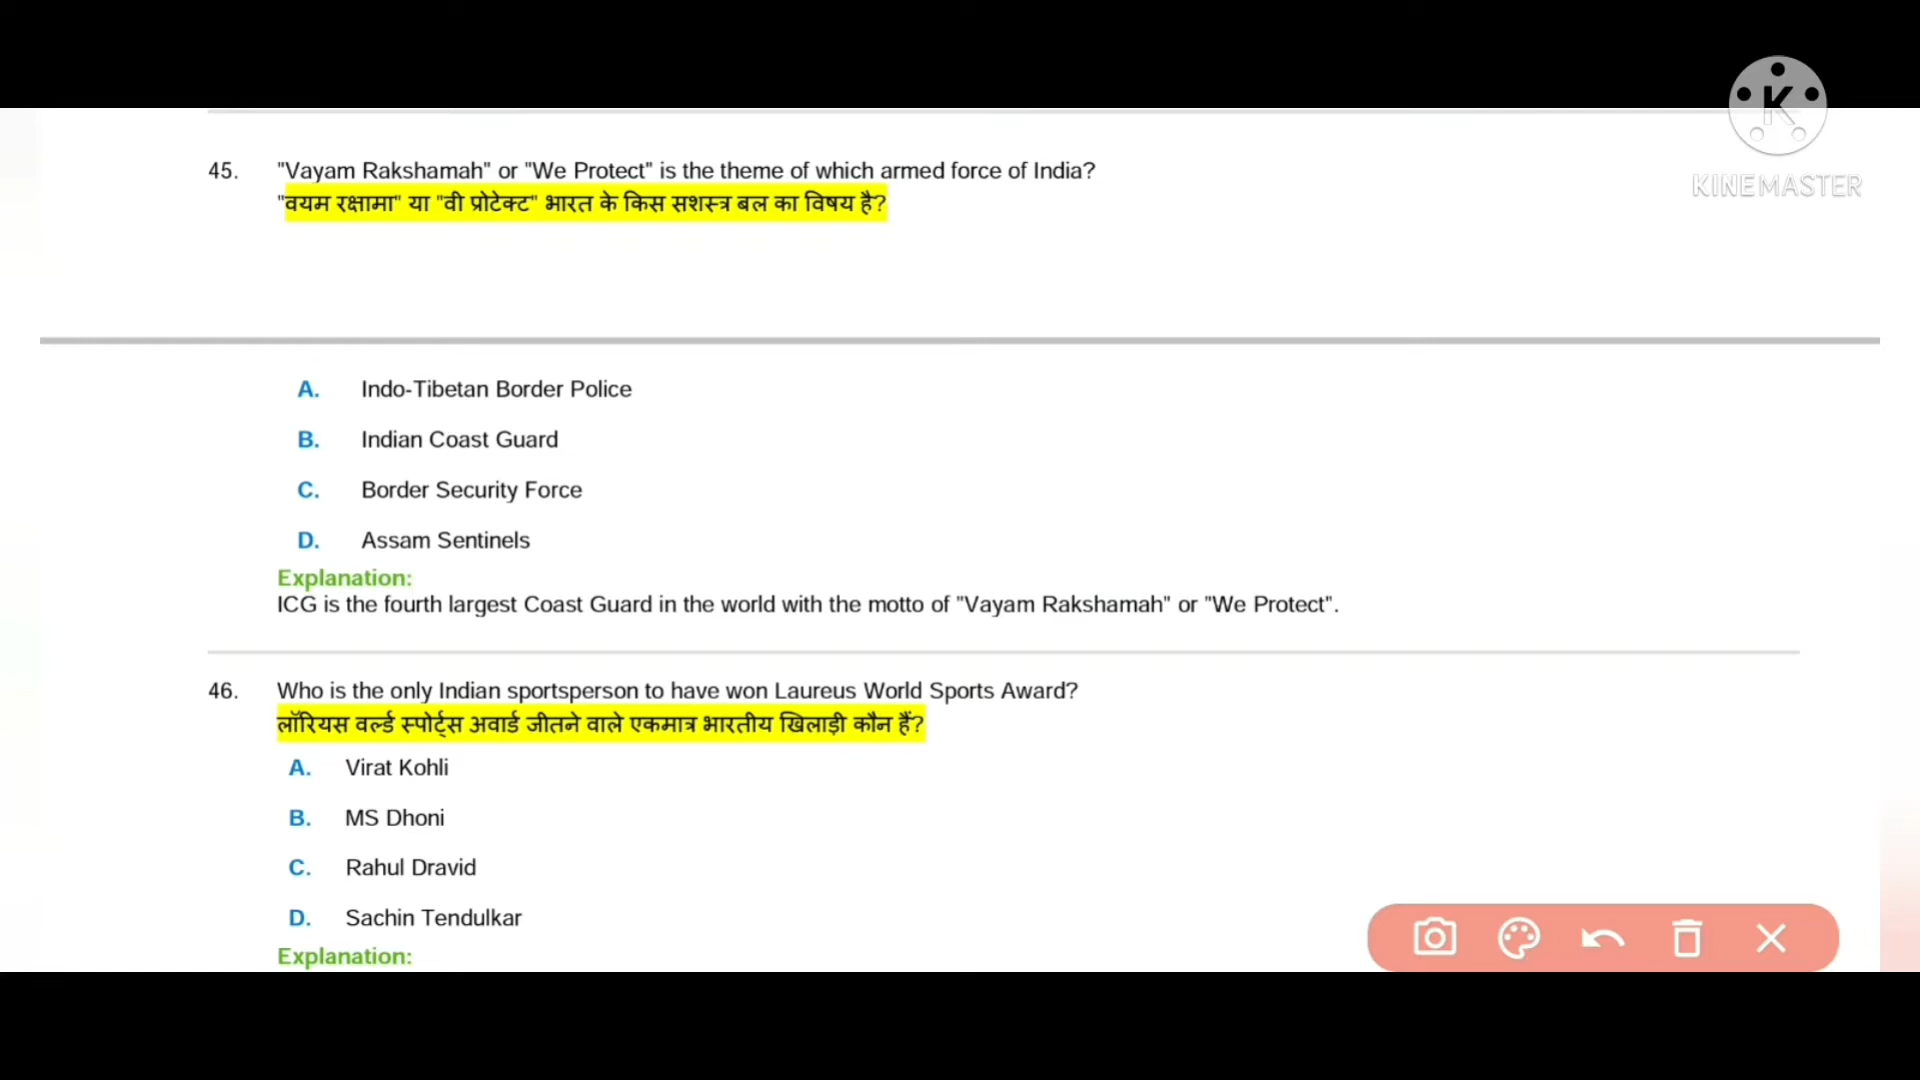 K
KINEMASTER
45. "Vayam Rakshamah" or "We Protect" is the theme of which armed force of India?
"वयम रक्षामा" या "वी प्रोटेक्ट" भारत के किस सशस्त्र बल का विषय है?
A. Indo-Tibetan Border Police
B. Indian Coast Guard
C. Border Security Force
D. Assam Sentinels
Explanation:
ICG is the fourth largest Coast Guard in the world with the motto of "Vayam Rakshamah" or "We Protect".
46. Who is the only Indian sportsperson to have won Laureus World Sports Award?
लॉरियस वर्ल्ड स्पोर्ट्स अवार्ड जीतने वाले एकमात्र भारतीय खिलाड़ी कौन हैं?
A. Virat Kohli
B. MS Dhoni
C. Rahul Dravid
D. Sachin Tendulkar
Explanation: